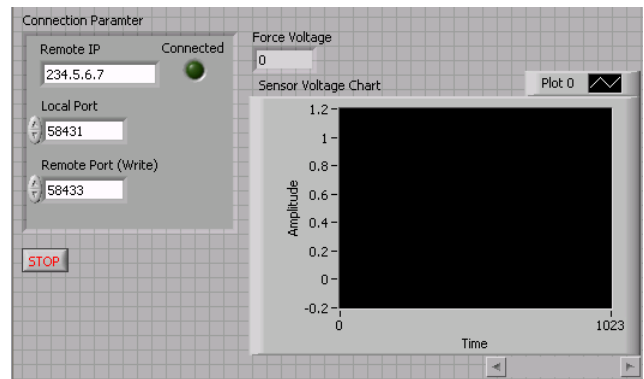 Connection Paramter
Remote IP
Connected
234.5.6.7
Local Port
58431
Remote Port (Write)
58433
STOP
Force Voltage
0
Sensor Voltage Chart
Plot 0
Amplitude
1.2
1
0.8
0.6
0.4
0.2
0
-0.2
0
1023
Time